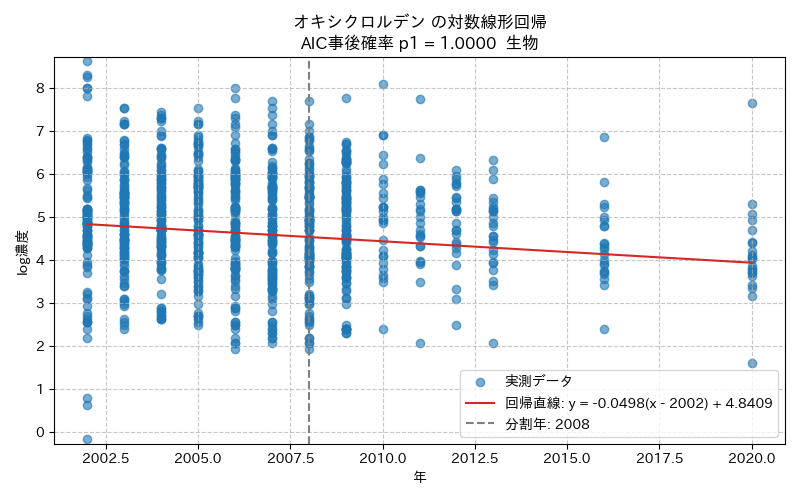 オキシクロルデン の対数線形回帰
AIC事後確率 p1 = 1.0000  生物
log濃度
8
7
6
5
4
3
2
1
0
2002.5 2005.0 2007.5 2010.0 2012.5 2015.0 2017.5 2020.0
年
実測データ
回帰直線: y = -0.0498(x - 2002) + 4.8409
分割年: 2008